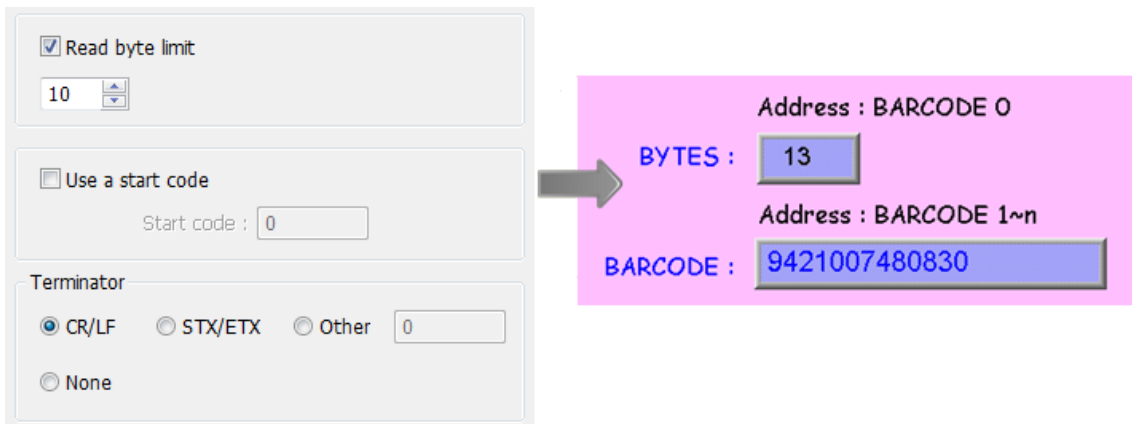 Read byte limit
10
Use a start code
Start code : 0
Terminator
CR/LF STX/ETX Other 0
None
Address : BARCODE 0
BYTES : 13
Address : BARCODE 1~n
BARCODE : 9421007480830